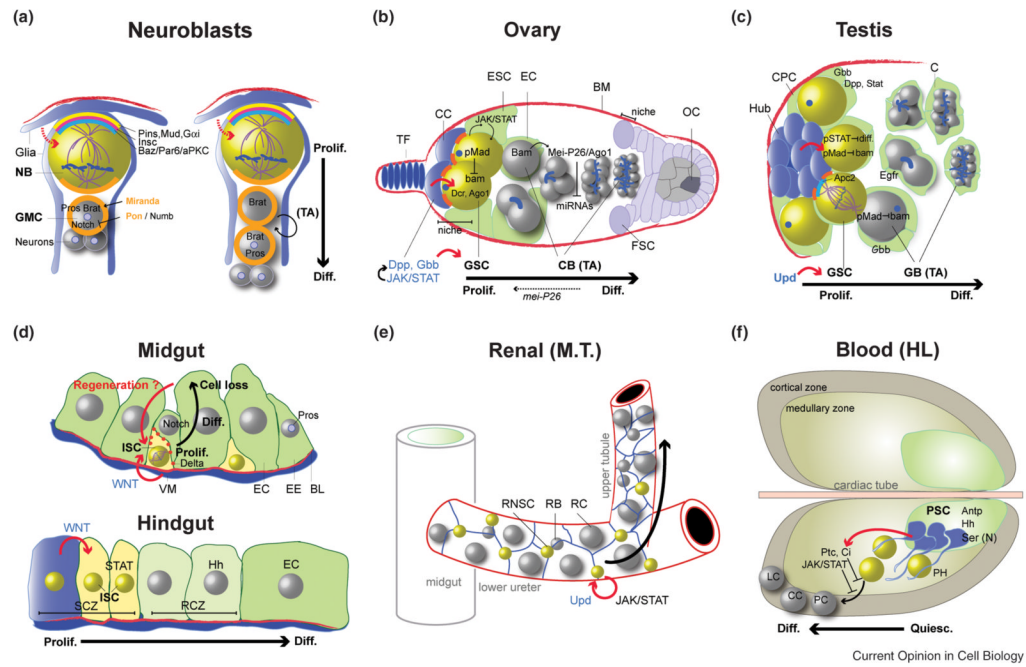 (a)
Neuroblasts
Pins,Mud,Gαi
Insc
Baz/Par6/aPKC
Glia
NB
GMC
Pros Brat
Notch
Miranda
Pon / Numb
Neurons
Brat
Brat
Pros
(TA)
Prolif.
Diff.
(b)
Ovary
ESC
EC
BM
niche
OC
CC
TF
JAK/STAT
pMad
bam
Dcr, Ago1
Bam
Mei-P26/Ago1
miRNAs
niche
FSC
Dpp, Gbb
JAK/STAT
GSC
CB (TA)
Prolif.
mei-P26
Diff.
(c)
Testis
CPC
Gbb
Dpp, Stat
C
Hub
pSTAT→diff.
pMad→bam
Apc2
Egfr
pMad→bam
Gbb
Upd
GSC
GB (TA)
Prolif.
Diff.
(d)
Midgut
Regeneration ?
Cell loss
Notch
Diff.
Pros
ISC
Prolif.
Delta
WNT
VM
EC
EE
BL
Hindgut
WNT
STAT
Hh
EC
ISC
SCZ
RCZ
Prolif.
Diff.
(e)
Renal (M.T.)
upper tubule
RNSC
RB
RC
midgut
lower ureter
Upd
JAK/STAT
(f)
Blood (HL)
cortical zone
medullary zone
cardiac tube
PSC
Antp
Hh
Ser (N)
Ptc, Ci
JAK/STAT
PH
LC
CC
PC
Diff.
Quiesc.
Current Opinion in Cell Biology